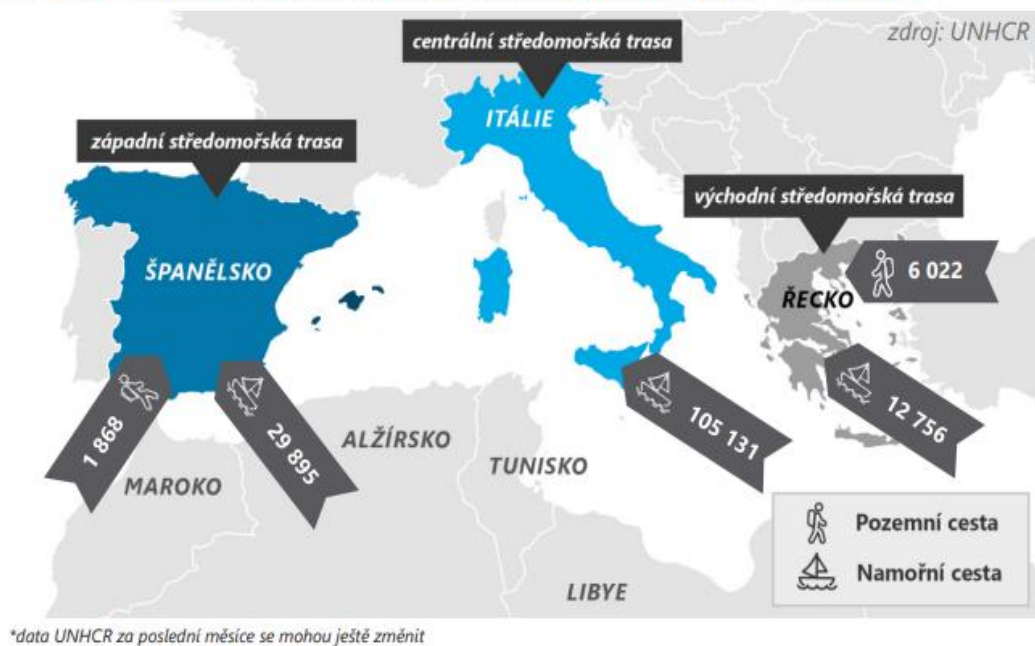 zdroj: UNHCR
centrální středomořská trasa
ITÁLIE
západní středomořská trasa
východní středomořská trasa
ŠPANĚLSKO
6 022
ŘECKO
1 868
29 895
105 131
12 756
ALŽÍRSKO
TUNISKO
MAROKO
LIBYE
Pozemní cesta
Namořní cesta
*data UNHCR za poslední měsíce se mohou ještě změnit